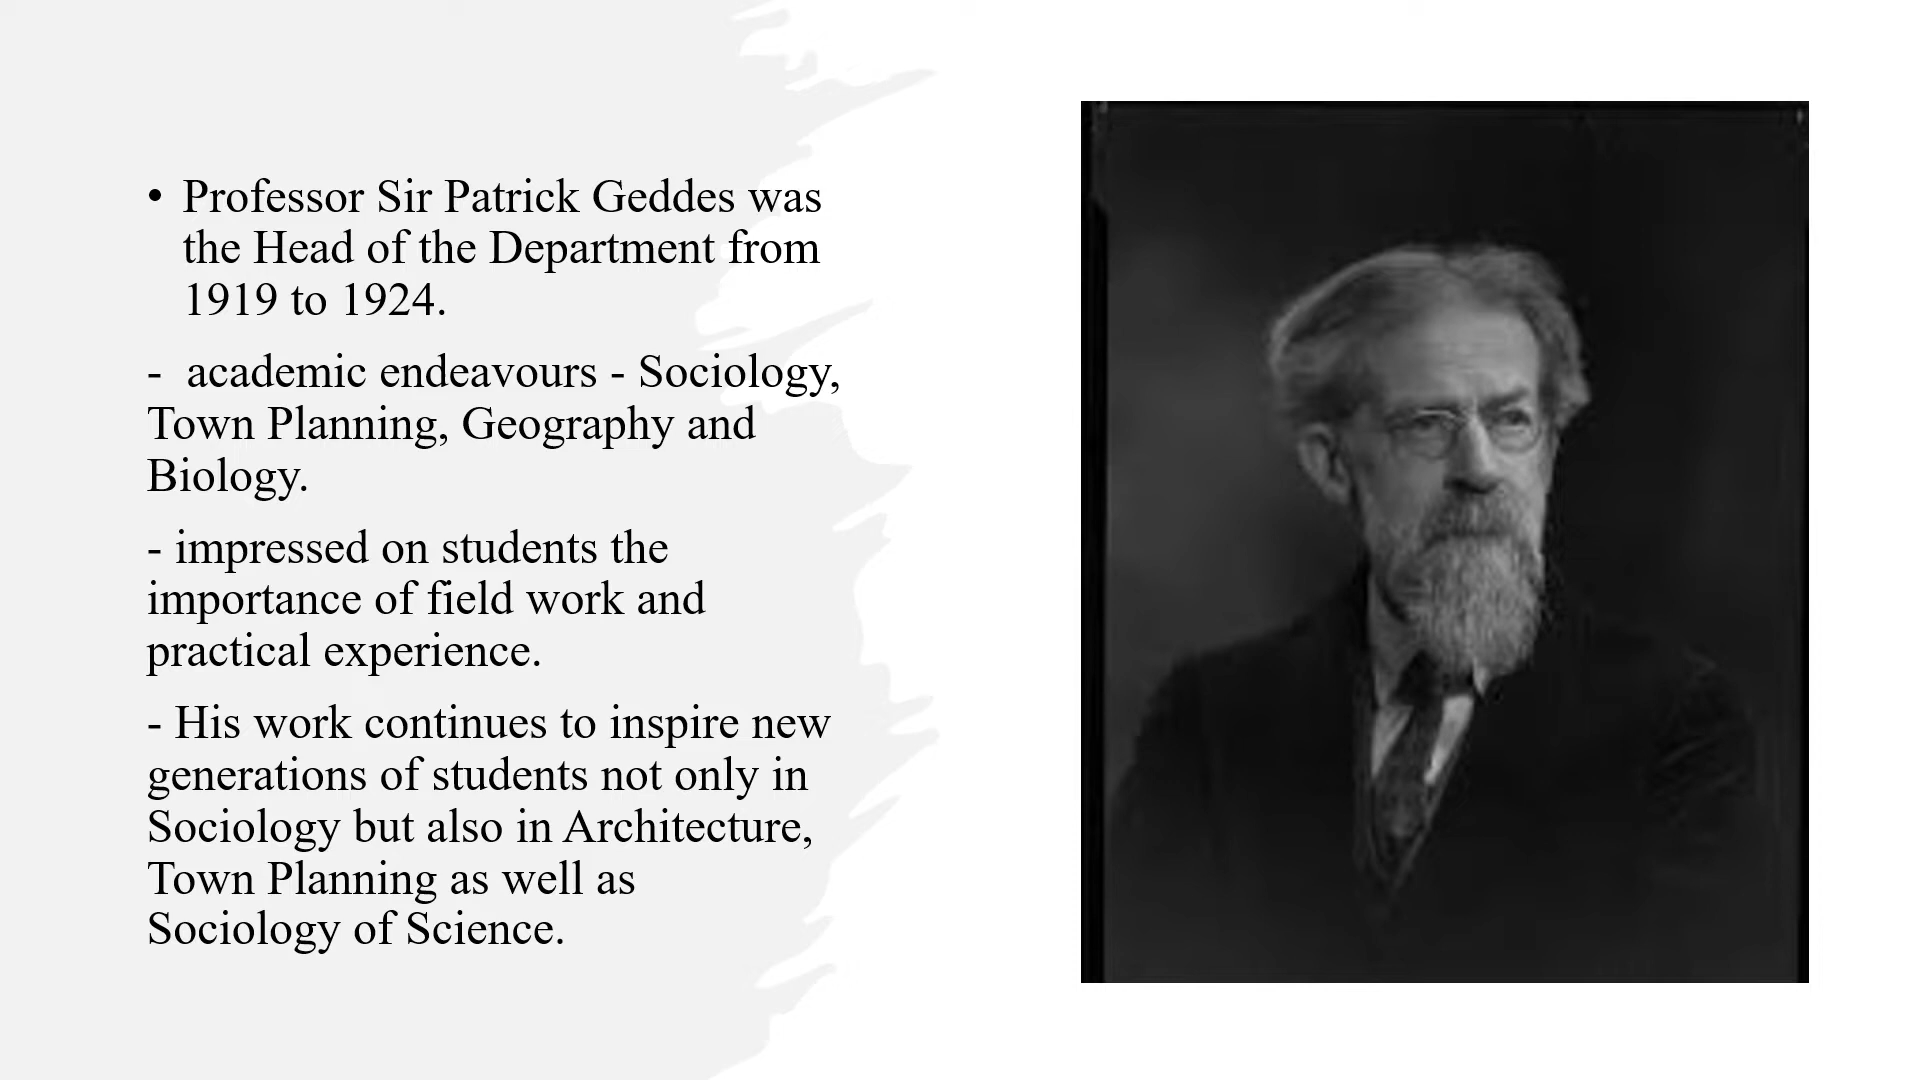 • Professor Sir Patrick Geddes was
the Head of the Department from
1919 to 1924.
- academic endeavours - Sociology,
Town Planning, Geography and
Biology.
- impressed on students the
importance of field work and
practical experience.
- His work continues to inspire new
generations of students not only in
Sociology but also in Architecture,
Town Planning as well as
Sociology of Science.